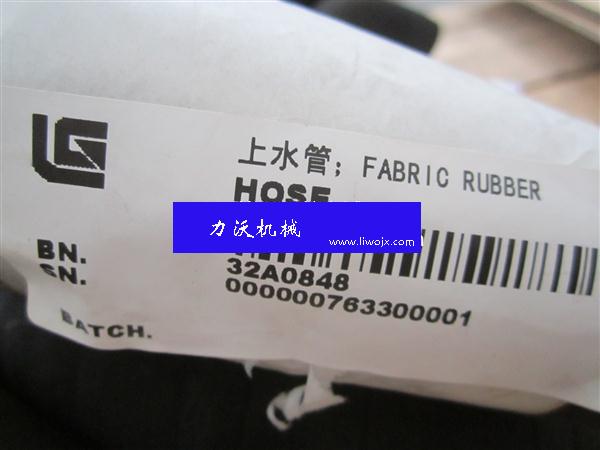 上水管; FABRIC RUBBER
HOSE
力沃机械
www.liwojx.com
BN.
32A0848
SN.
000000763300001
BATCH.